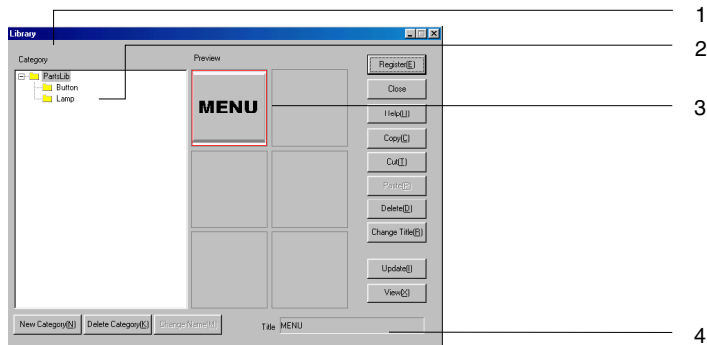 Library
1
Category
Preview
2
PartsLib
Button
Lamp
MENU
3
Register(E)
Close
Help(H)
Copy(C)
Cut(T)
Paste(P)
Delete(D)
Change Title(R)
Update(I)
View(X)
New Category(N)
Delete Category(K)
Change Name(M)
Title
MENU
4